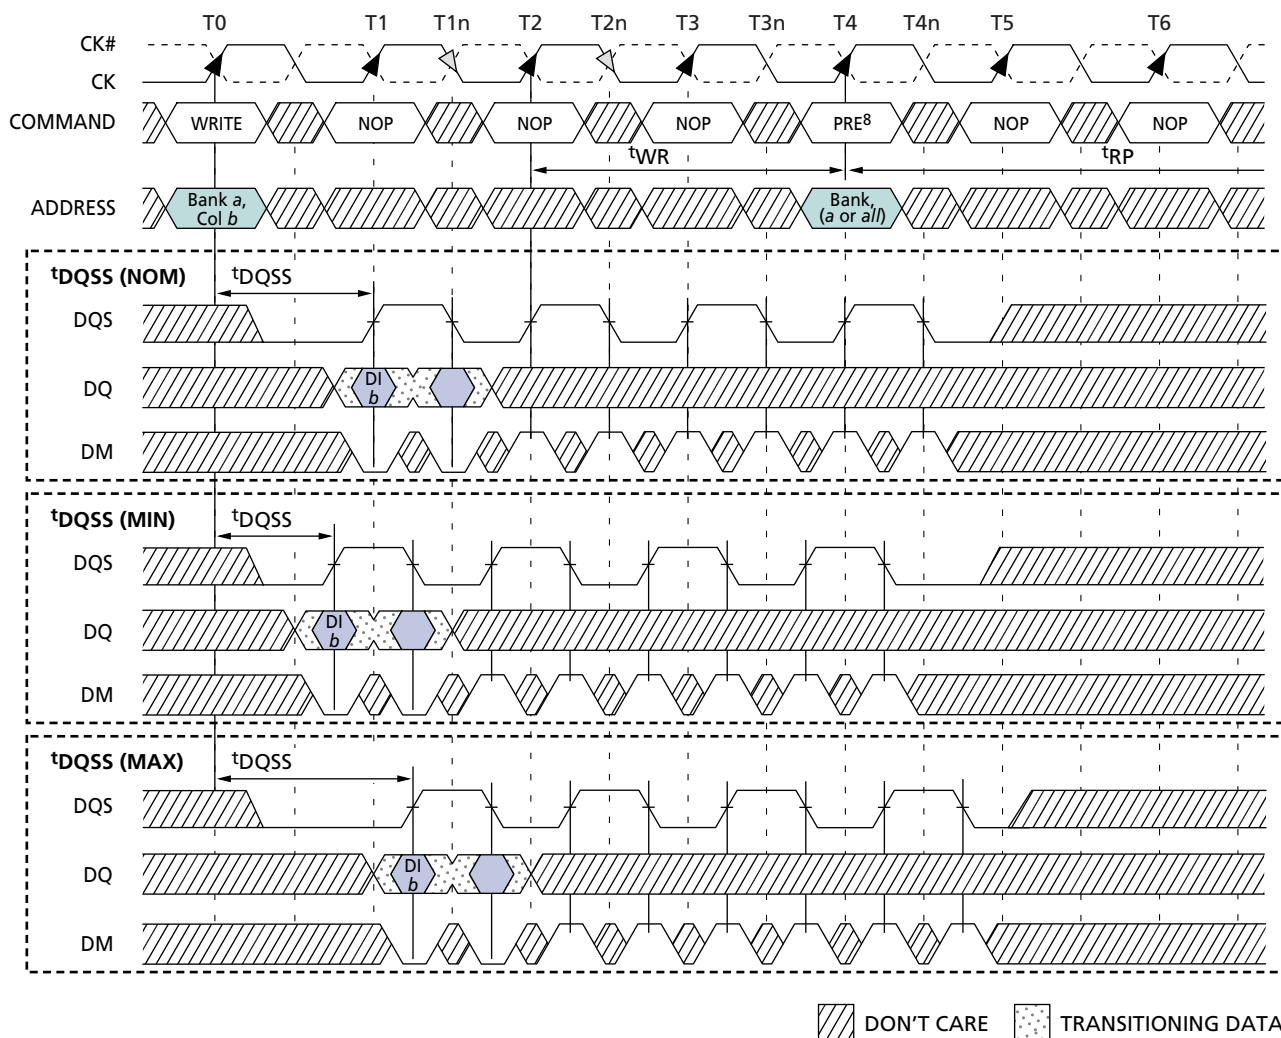 T0 T1 T1n T2 T2n T3 T3n T4 T4n T5 T6
CK#
CK
COMMAND WRITE NOP NOP NOP PRE8 NOP NOP
tWR tRP
ADDRESS Bank a, Col b Bank, (a or all)
tDQSS (NOM) tDQSS
DQS
DQ DI b
DM
tDQSS (MIN) tDQSS
DQS
DQ DI b
DM
tDQSS (MAX) tDQSS
DQS
DQ DI b
DM
DON'T CARE TRANSITIONING DATA